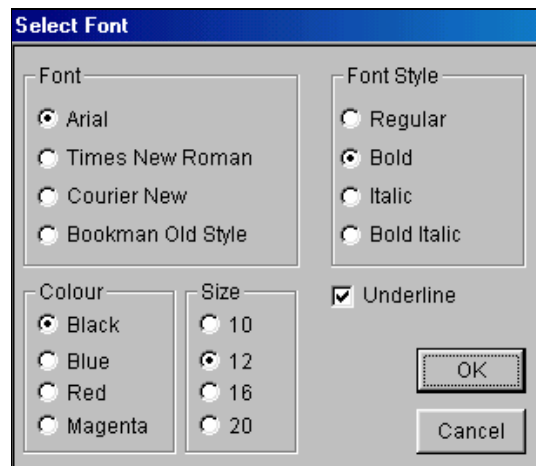 Select Font
Font
Arial
Times New Roman
Courier New
Bookman Old Style
Font Style
Regular
Bold
Italic
Bold Italic
Colour
Black
Blue
Red
Magenta
Size
10
12
16
20
Underline
OK
Cancel